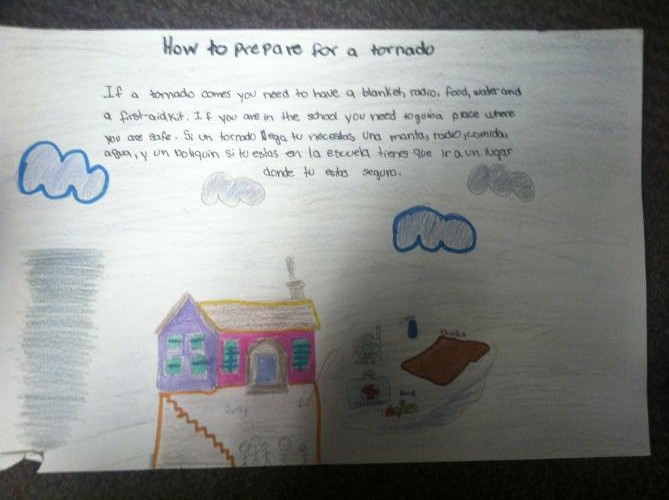 How to prepare for a tornado
If a tornado comes you need to have a blanket, radio, food, water and
a first-aid kit. If you are in the school you need to go in a place where
you are safe. Si un tornado llega tu necesitas una manta, radio, comida,
agua, y un botiquin si tu estas en la escuela tienes que ir a un lugar
donde tu estas seguro.